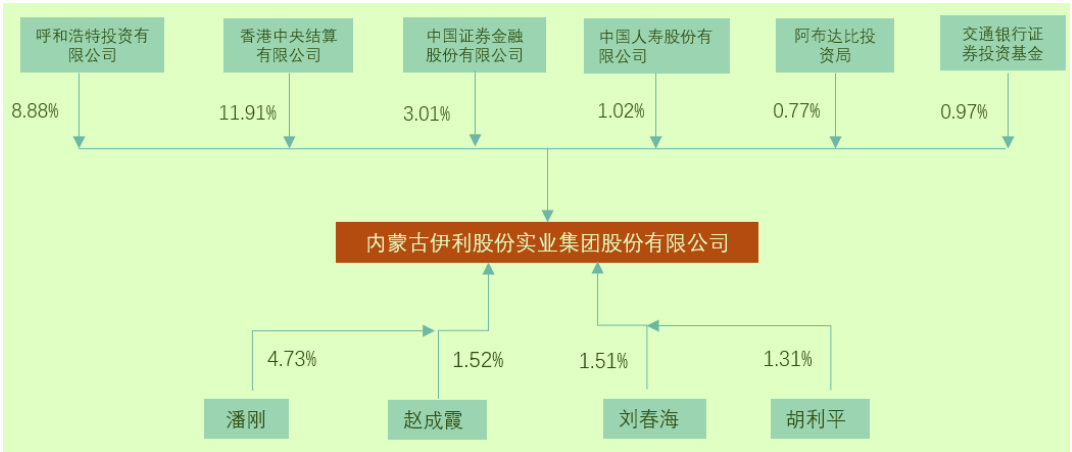 呼和浩特投资有
限公司
香港中央结算
有限公司
中国证券金融
股份有限公司
中国人寿股份有
限公司
阿布达比投
资局
交通银行证
券投资基金
8.88%
11.91%
3.01%
1.02%
0.77%
0.97%
内蒙古伊利股份实业集团股份有限公司
4.73%
1.52%
1.51%
1.31%
潘刚
赵成霞
刘春海
胡利平